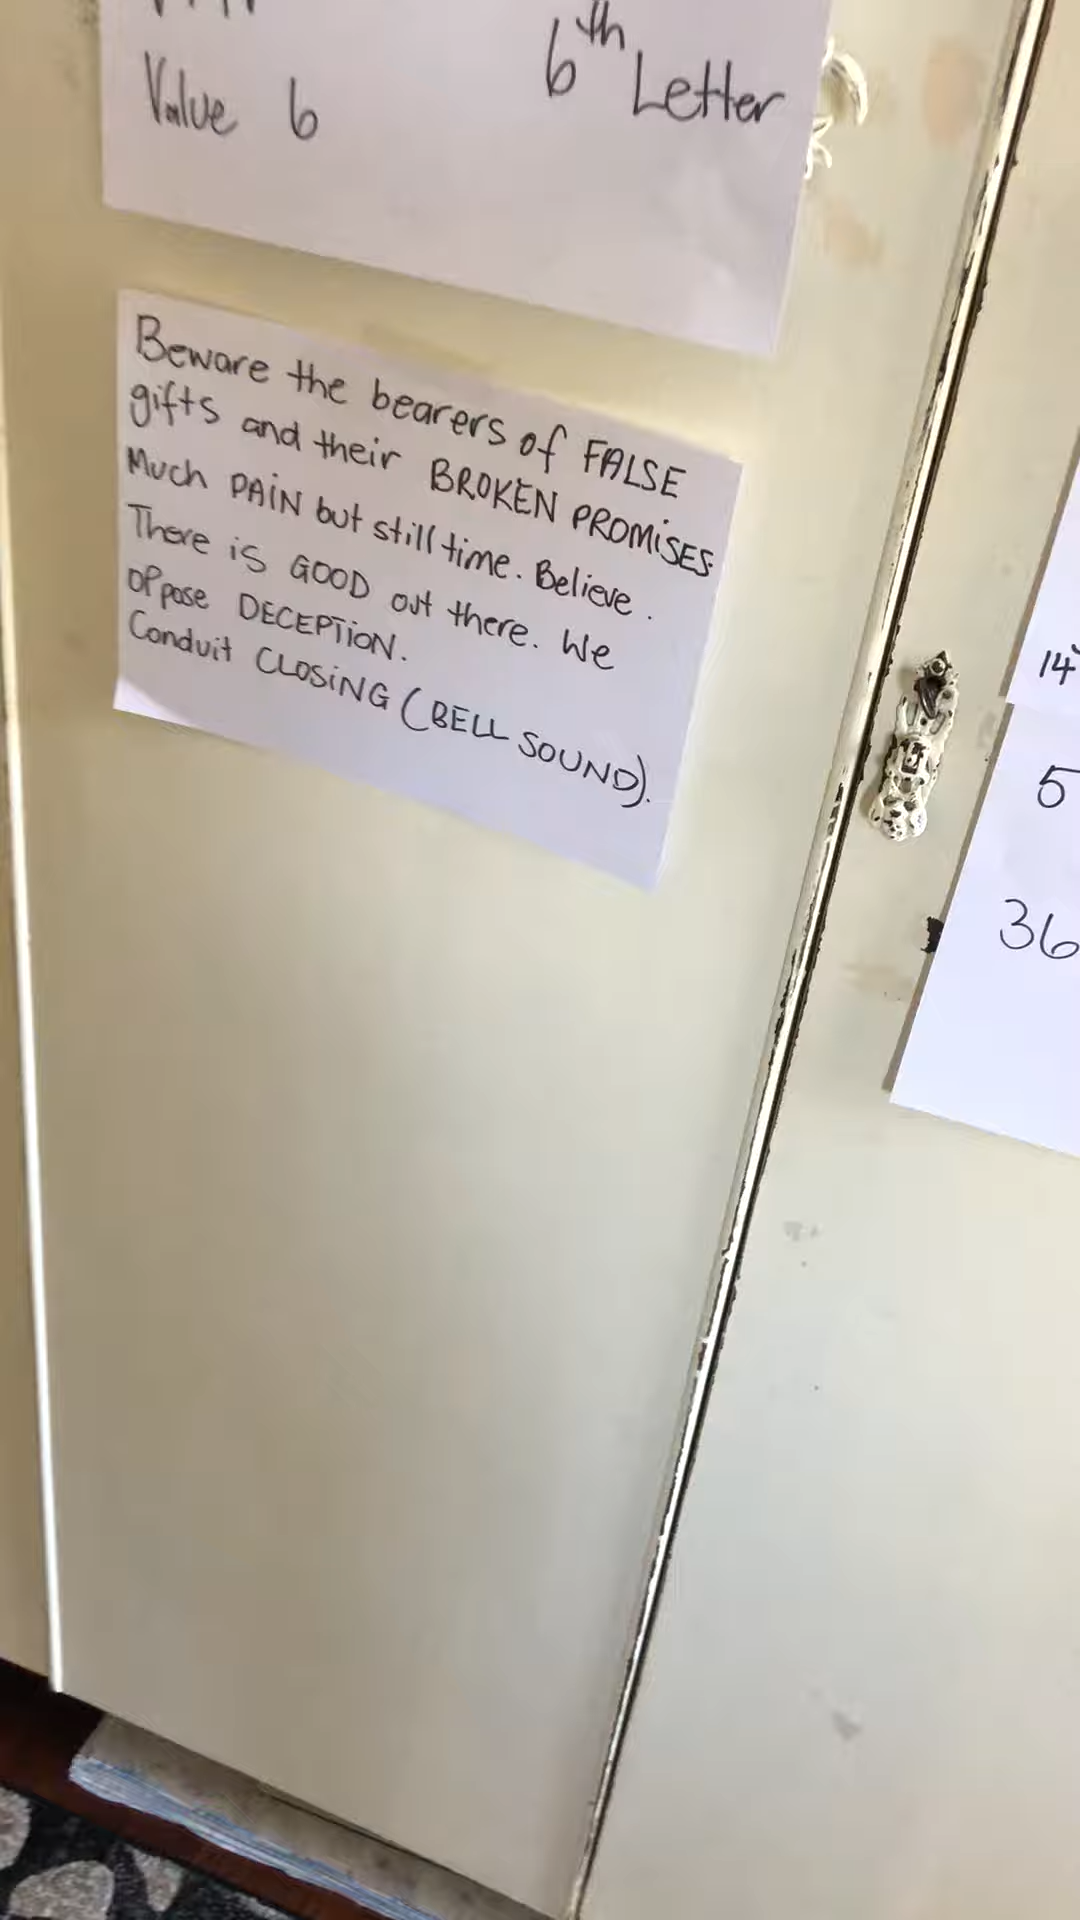 Value 6
6th Letter
Beware the bearers of FALSE
gifts and their BROKEN PROMISES.
Much PAIN but still time. Believe.
There is GOOD out there. We
oppose DECEPTION.
Conduit CLOSING (BELL SOUND).
14
5
36